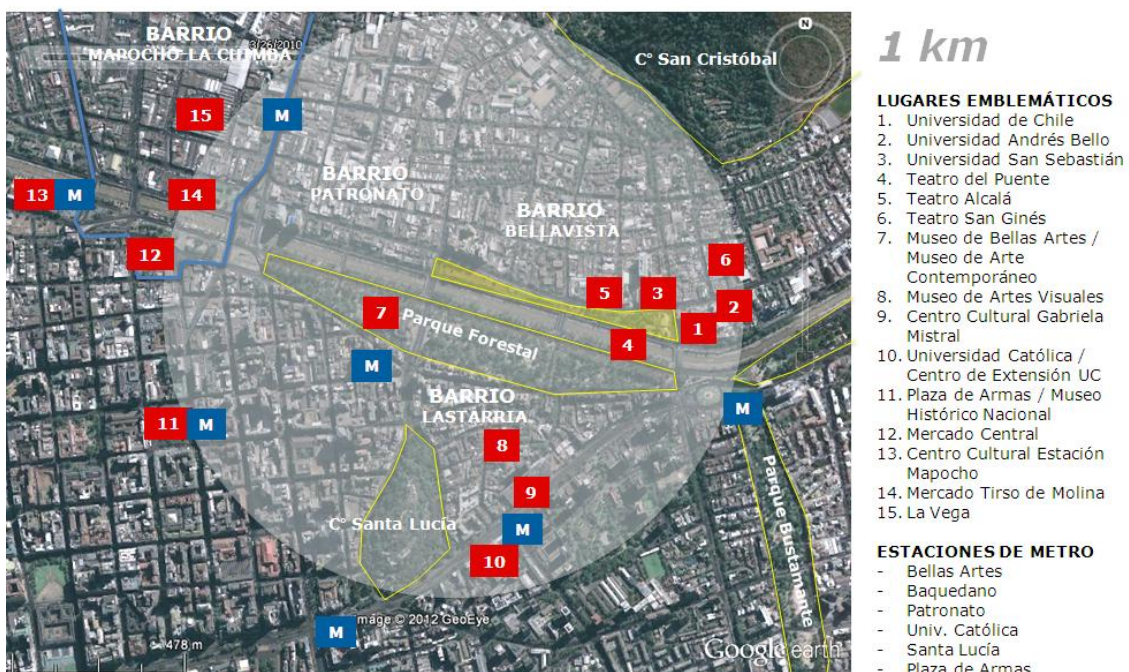 BARRIO
MAPOCHO-LA CHIMBA
3/26/2010
N
C° San Cristóbal
15
M
13
M
14
BARRIO
PATRONATO
BARRIO
BELLAVISTA
12
6
5
3
2
7
Parque Forestal
4
1
M
BARRIO
LASTARRIA
M
11
M
8
Parque Bustamante
9
C° Santa Lucía
M
10
Image © 2012 GeoEye
M
478 m
Google earth
1 km
LUGARES EMBLEMÁTICOS
1. Universidad de Chile
2. Universidad Andrés Bello
3. Universidad San Sebastián
4. Teatro del Puente
5. Teatro Alcalá
6. Teatro San Ginés
7. Museo de Bellas Artes /
Museo de Arte
Contemporáneo
8. Museo de Artes Visuales
9. Centro Cultural Gabriela
Mistral
10. Universidad Católica /
Centro de Extensión UC
11. Plaza de Armas / Museo
Histórico Nacional
12. Mercado Central
13. Centro Cultural Estación
Mapocho
14. Mercado Tirso de Molina
15. La Vega
ESTACIONES DE METRO
- Bellas Artes
- Baquedano
- Patronato
- Univ. Católica
- Santa Lucía
- Plaza de Armas